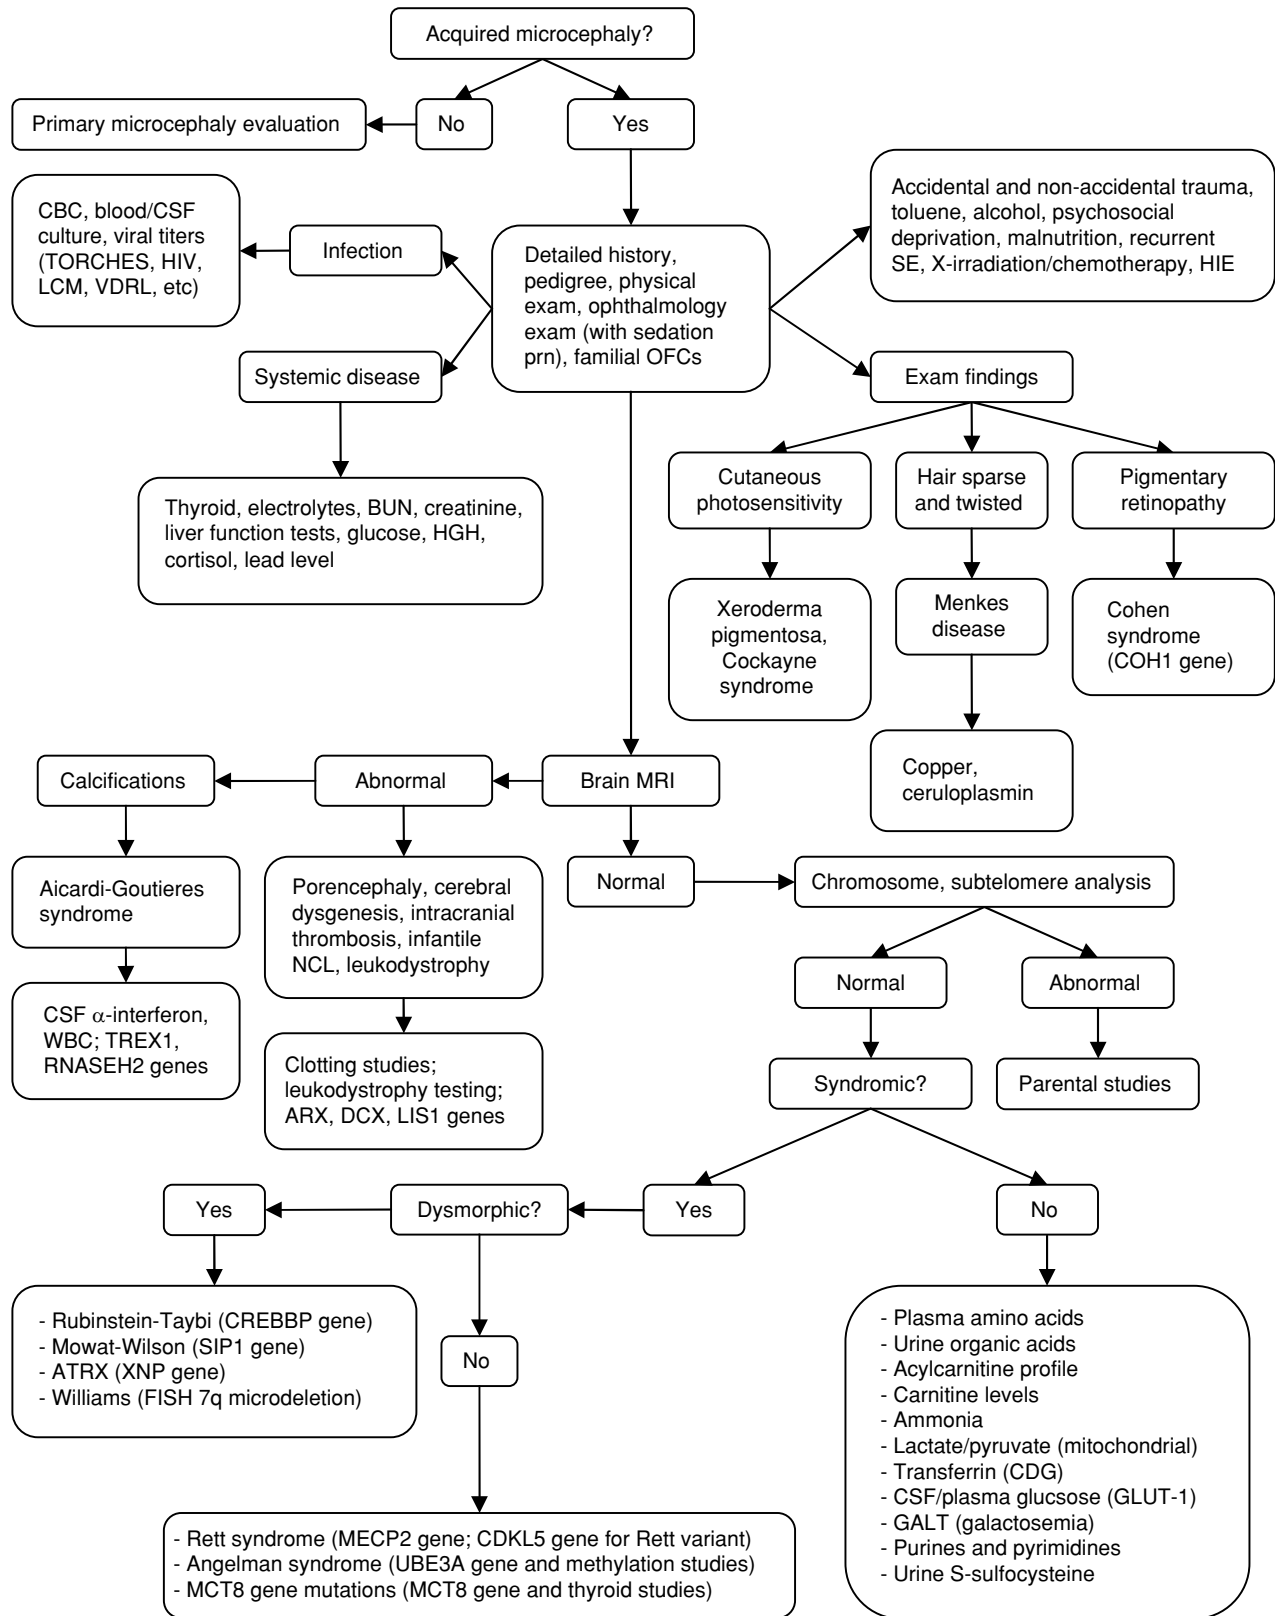 Acquired microcephaly?
Primary microcephaly evaluation
No
Yes
CBC, blood/CSF
culture, viral titers
(TORCHES, HIV,
LCM, VDRL, etc)
Infection
Detailed history,
pedigree, physical
exam, ophthalmology
exam (with sedation
prn), familial OFCs
Accidental and non-accidental trauma,
toluene, alcohol, psychosocial
deprivation, malnutrition, recurrent
SE, X-irradiation/chemotherapy, HIE
Systemic disease
Exam findings
Thyroid, electrolytes, BUN, creatinine,
liver function tests, glucose, HGH,
cortisol, lead level
Cutaneous
photosensitivity
Hair sparse
and twisted
Pigmentary
retinopathy
Xeroderma
pigmentosa,
Cockayne
syndrome
Menkes
disease
Cohen
syndrome
(COH1 gene)
Copper,
ceruloplasmin
Calcifications
Abnormal
Brain MRI
Aicardi-Goutieres
syndrome
Porencephaly, cerebral
dysgenesis, intracranial
thrombosis, infantile
NCL, leukodystrophy
Normal
Chromosome, subtelomere analysis
CSF α-interferon,
WBC; TREX1,
RNASEH2 genes
Clotting studies;
leukodystrophy testing;
ARX, DCX, LIS1 genes
Normal
Abnormal
Syndromic?
Parental studies
Yes
Dysmorphic?
Yes
No
- Rubinstein-Taybi (CREBBP gene)
- Mowat-Wilson (SIP1 gene)
- ATRX (XNP gene)
- Williams (FISH 7q microdeletion)
No
- Plasma amino acids
- Urine organic acids
- Acylcarnitine profile
- Carnitine levels
- Ammonia
- Lactate/pyruvate (mitochondrial)
- Transferrin (CDG)
- CSF/plasma glucsose (GLUT-1)
- GALT (galactosemia)
- Purines and pyrimidines
- Urine S-sulfocysteine
- Rett syndrome (MECP2 gene; CDKL5 gene for Rett variant)
- Angelman syndrome (UBE3A gene and methylation studies)
- MCT8 gene mutations (MCT8 gene and thyroid studies)